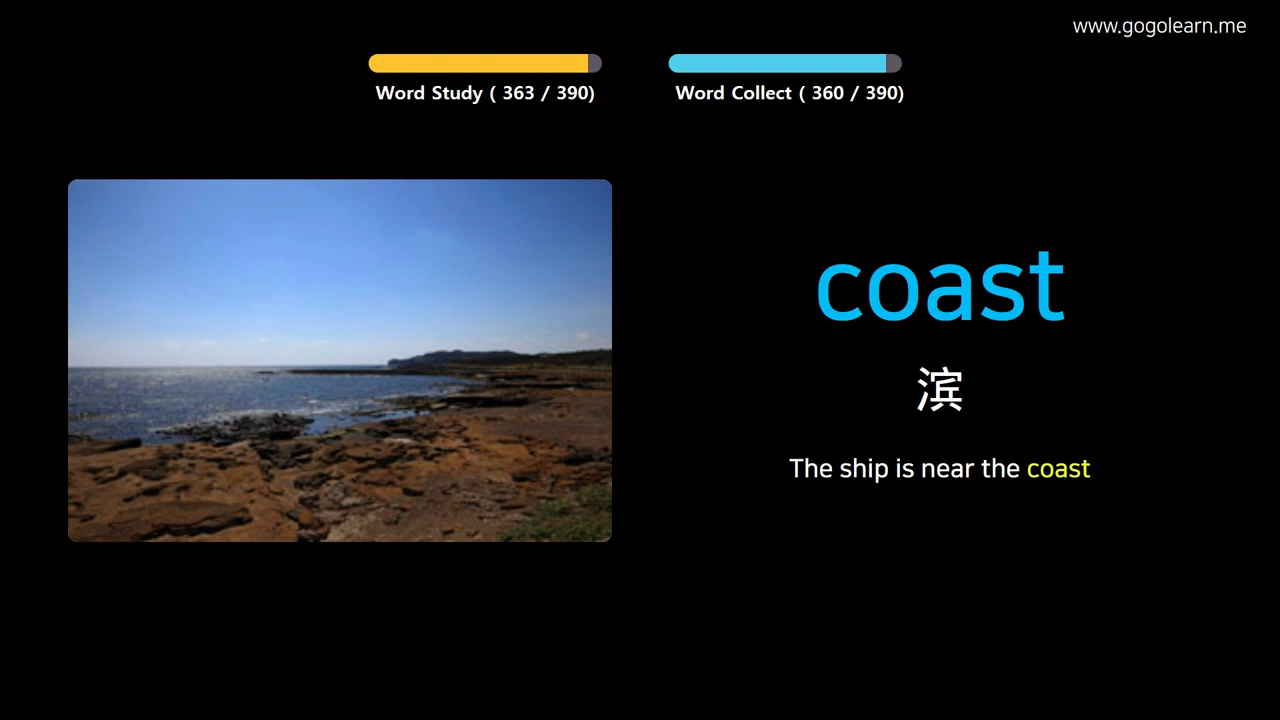 www.gogolearn.me
Word Study ( 363 / 390)
Word Collect ( 360 / 390)
coast
滨
The ship is near the coast